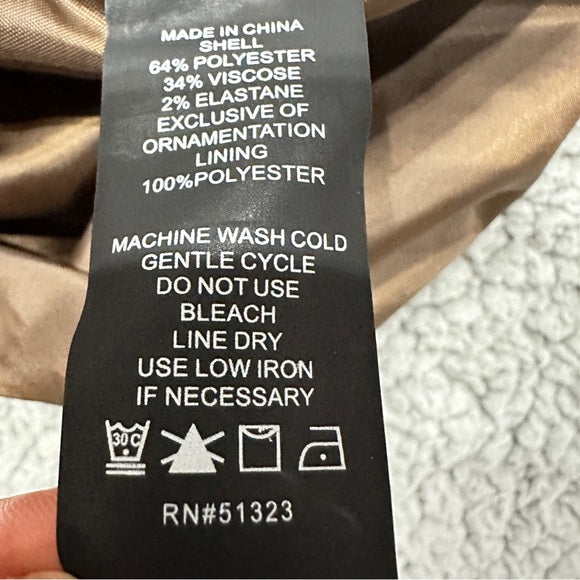 MADE IN CHINA
SHELL
64% POLYESTER
34% VISCOSE
2% ELASTANE
EXCLUSIVE OF
ORNAMENTATION
LINING
100%POLYESTER
MACHINE WASH COLD
GENTLE CYCLE
DO NOT USE
BLEACH
LINE DRY
USE LOW IRON
IF NECESSARY
30C
RN#51323